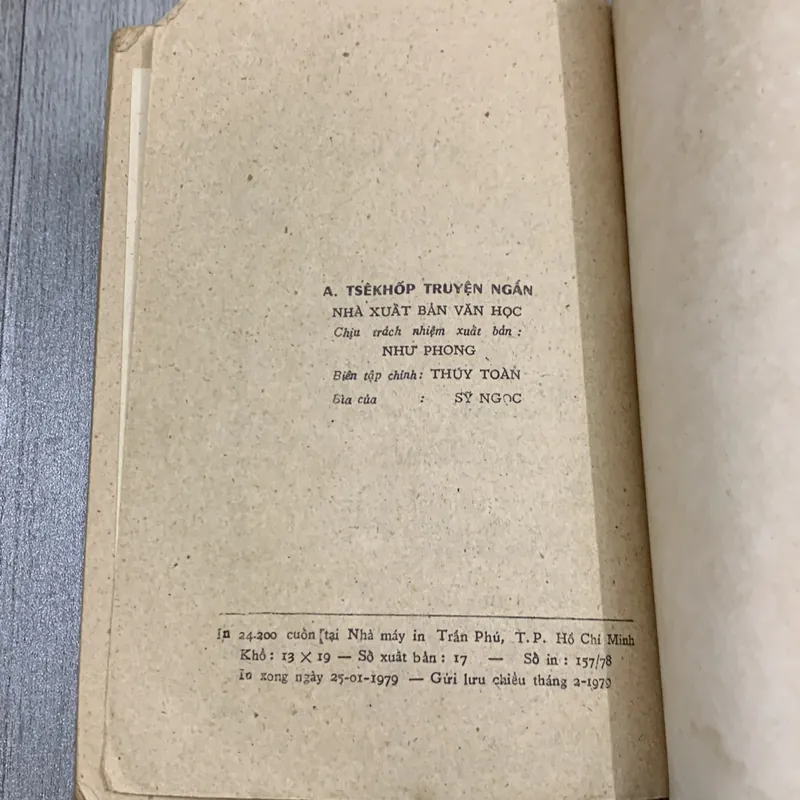 A. TSÊKHỐP TRUYỆN NGẮN
NHÀ XUẤT BẢN VĂN HỌC
Chịu trách nhiệm xuất bản :
NHƯ PHONG
Biên tập chính : THÚY TOÀN
Bìa của : SỸ NGỌC
In 24.200 cuốn [tại Nhà máy in Trần Phú, T.P. Hồ Chí Minh
Khổ : 13 × 19 — Số xuất bản : 17 — Số in : 157/78
In xong ngày 25-01-1979 — Gửi lưu chiểu tháng 2-1979